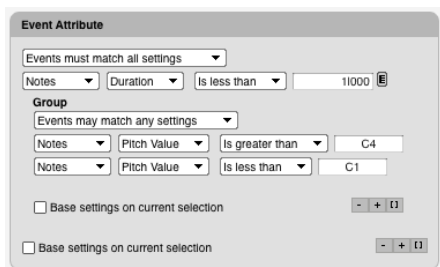 Event Attribute
Events must match all settings
Notes Duration Is less than 1|000 E
Group
Events may match any settings
Notes Pitch Value Is greater than C4
Notes Pitch Value Is less than C1
Base settings on current selection - + []
Base settings on current selection - + []